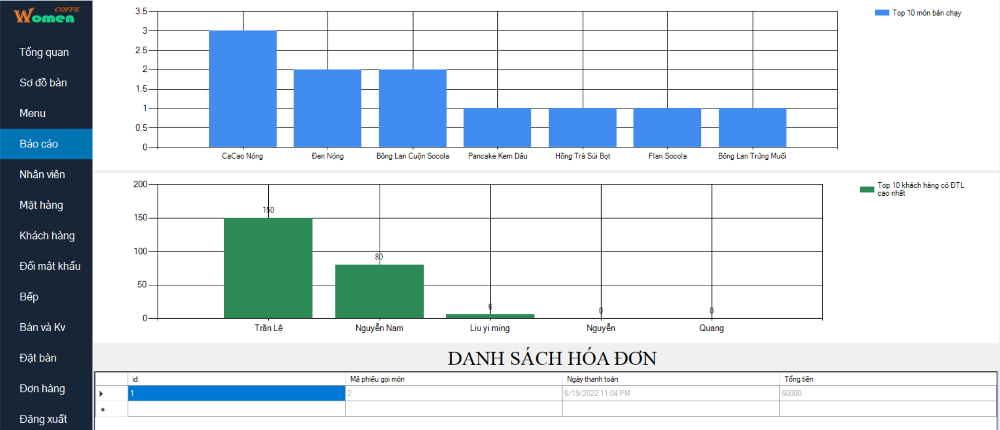 COFFE
Women
Tổng quan
Sơ đồ bàn
Menu
Báo cáo
Nhân viên
Mặt hàng
Khách hàng
Đổi mật khẩu
Bếp
Bàn và Kv
Đặt bàn
Đơn hàng
Đăng xuất
3.5
3
2.5
2
1.5
1
0.5
0
CaCao Nóng Đen Nóng Bông Lan Cuộn Socola Pancake Kem Dâu Hồng Trà Sủi Bọt Flan Socola Bông Lan Trứng Muối
Top 10 món bán chạy
200
150
100
50
0
150
80
6
0
0
Trần Lệ Nguyễn Nam Liu yi ming Nguyễn Quang
Top 10 khách hàng có ĐTL
cao nhất
DANH SÁCH HÓA ĐƠN
id Mã phiếu gọi món Ngày thanh toán Tổng tiền
1 2 6/19/2022 11:04 PM 60000